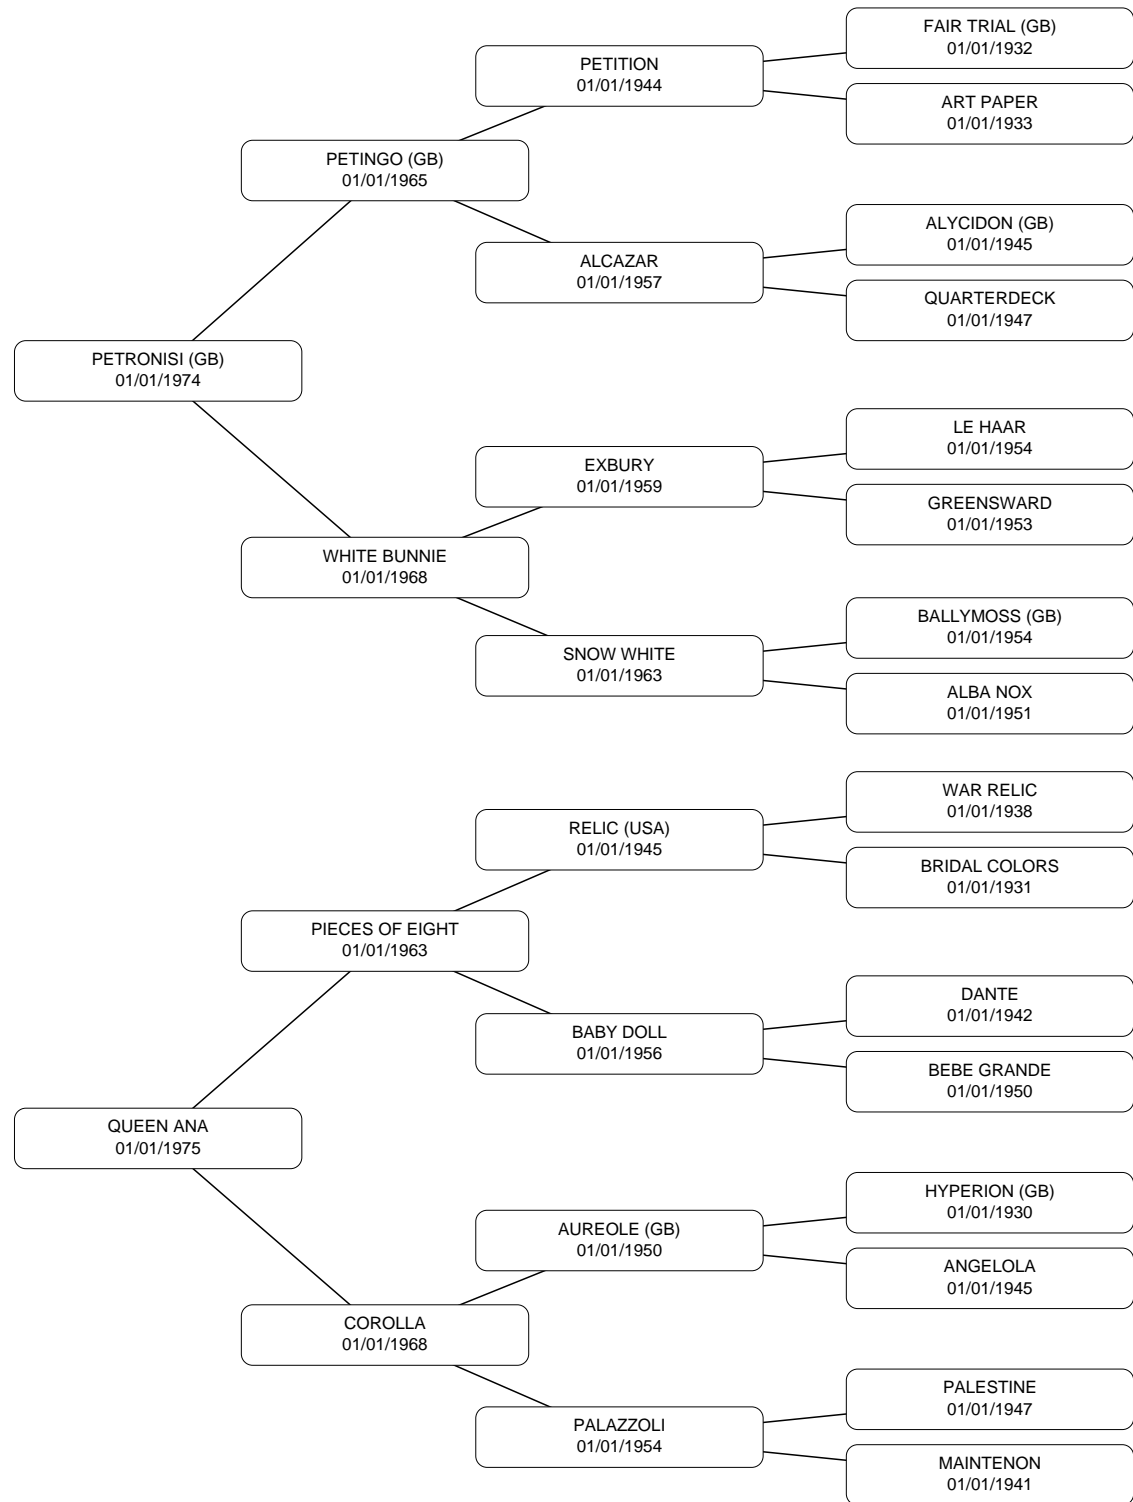 FAIR TRIAL (GB)
01/01/1932
PETITION
01/01/1944
ART PAPER
01/01/1933
PETINGO (GB)
01/01/1965
ALYCIDON (GB)
01/01/1945
ALCAZAR
01/01/1957
QUARTERDECK
01/01/1947
PETRONISI (GB)
01/01/1974
LE HAAR
01/01/1954
EXBURY
01/01/1959
GREENSWARD
01/01/1953
WHITE BUNNIE
01/01/1968
BALLYMOSS (GB)
01/01/1954
SNOW WHITE
01/01/1963
ALBA NOX
01/01/1951
WAR RELIC
01/01/1938
RELIC (USA)
01/01/1945
BRIDAL COLORS
01/01/1931
PIECES OF EIGHT
01/01/1963
DANTE
01/01/1942
BABY DOLL
01/01/1956
BEBE GRANDE
01/01/1950
QUEEN ANA
01/01/1975
HYPERION (GB)
01/01/1930
AUREOLE (GB)
01/01/1950
ANGELOLA
01/01/1945
COROLLA
01/01/1968
PALESTINE
01/01/1947
PALAZZOLI
01/01/1954
MAINTENON
01/01/1941